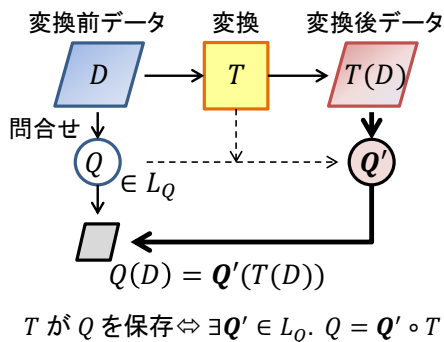 変換前データ 変換 変換後データ
D T T(D)
問合せ
Q ∈ L_Q Q′
Q(D) = Q′(T(D))
T が Q を保存⇔ ∃Q′ ∈ L_Q. Q = Q′ ∘ T